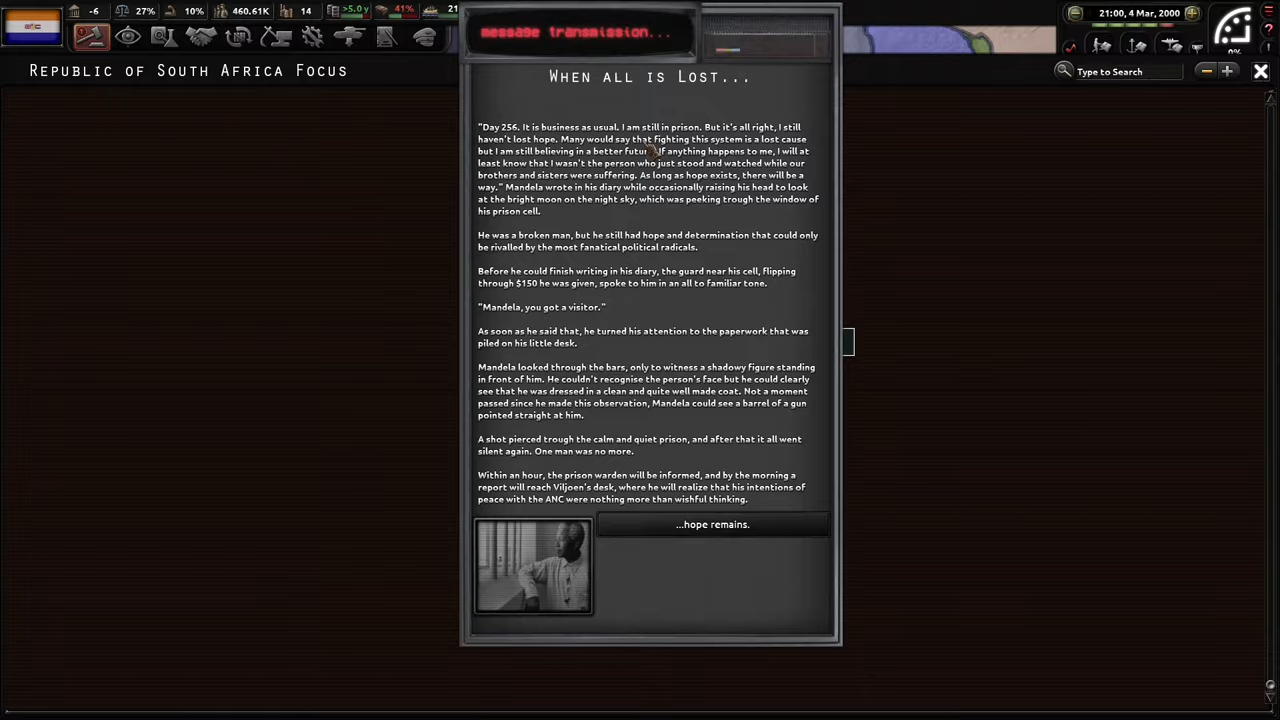 -6
27%
10%
460.61K
14
>5.0 y
41%
21
message transmission...
21:00, 4 Mar, 2000
0%
REPUBLIC OF SOUTH AFRICA FOCUS
Type to Search
WHEN ALL IS LOST...
"Day 256. It is business as usual. I am still in prison. But it's all right, I still
haven't lost hope. Many would say that fighting this system is a lost cause
but I am still believing in a better future. If anything happens to me, I will at
least know that I wasn't the person who just stood and watched while our
brothers and sisters were suffering. As long as hope exists, there will be a
way." Mandela wrote in his diary while occasionally raising his head to look
at the bright moon on the night sky, which was peeking trough the window of
his prison cell.
He was a broken man, but he still had hope and determination that could only
be rivalled by the most fanatical political radicals.
Before he could finish writing in his diary, the guard near his cell, flipping
through $150 he was given, spoke to him in an all to familiar tone.
"Mandela, you got a visitor."
As soon as he said that, he turned his attention to the paperwork that was
piled on his little desk.
Mandela looked through the bars, only to witness a shadowy figure standing
in front of him. He couldn't recognise the person's face but he could clearly
see that he was dressed in a clean and quite well made coat. Not a moment
passed since he made this observation, Mandela could see a barrel of a gun
pointed straight at him.
A shot pierced trough the calm and quiet prison, and after that it all went
silent again. One man was no more.
Within an hour, the prison warden will be informed, and by the morning a
report will reach Viljoen's desk, where he will realize that his intentions of
peace with the ANC were nothing more than wishful thinking.
...hope remains.